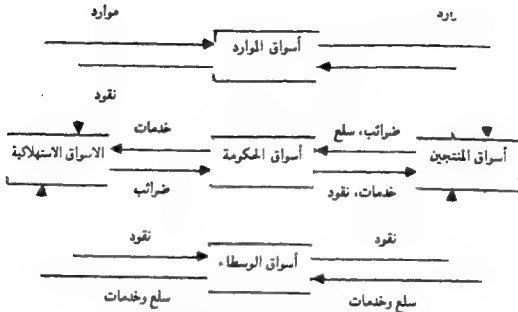 موارد
أسواق الموارد
نقود
ضرائب، سلع
خدمات
أسواق المنتجين
أسواق الحكومة
الاسواق الاستهلاكية
خدمات، نقود
ضرائب
نقود
نقود
أسواق الوسطاء
سلع وخدمات
سلع وخدمات